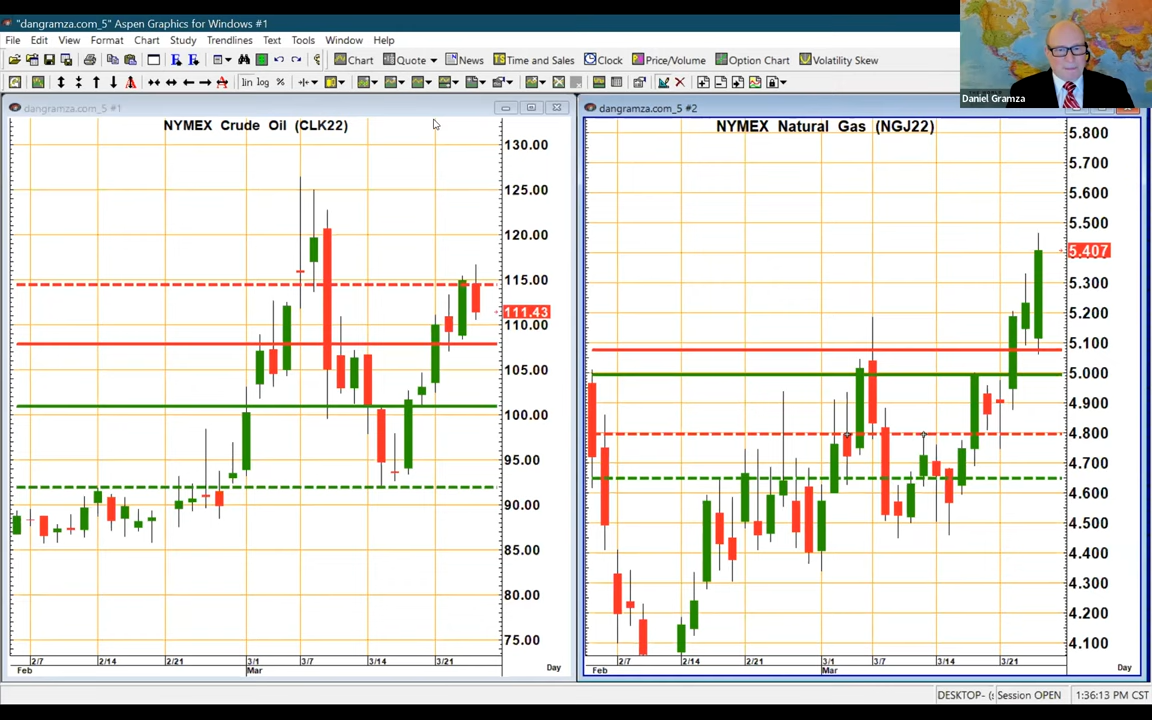 "dangramza.com_5" Aspen Graphics for Windows #1
File Edit View Format Chart Study Trendlines Text Tools Window Help
Chart Quote News Time and Sales Clock Price/Volume Option Chart Volatility Skew
lin log %
Daniel Gramza
dangramza.com_5 #1
NYMEX Crude Oil (CLK22)
130.00
125.00
120.00
115.00
111.43
110.00
105.00
100.00
95.00
90.00
85.00
80.00
75.00
2/7 2/14 2/21 3/1 3/7 3/14 3/21
Feb Mar Day
dangramza.com_5 #2
NYMEX Natural Gas (NGJ22)
5.800
5.700
5.600
5.500
5.407
5.300
5.200
5.100
5.000
4.900
4.800
4.700
4.600
4.500
4.400
4.300
4.200
4.100
2/7 2/14 2/21 3/1 3/7 3/14 3/21
Feb Mar Day
DESKTOP- (s Session OPEN 1:36:13 PM CST